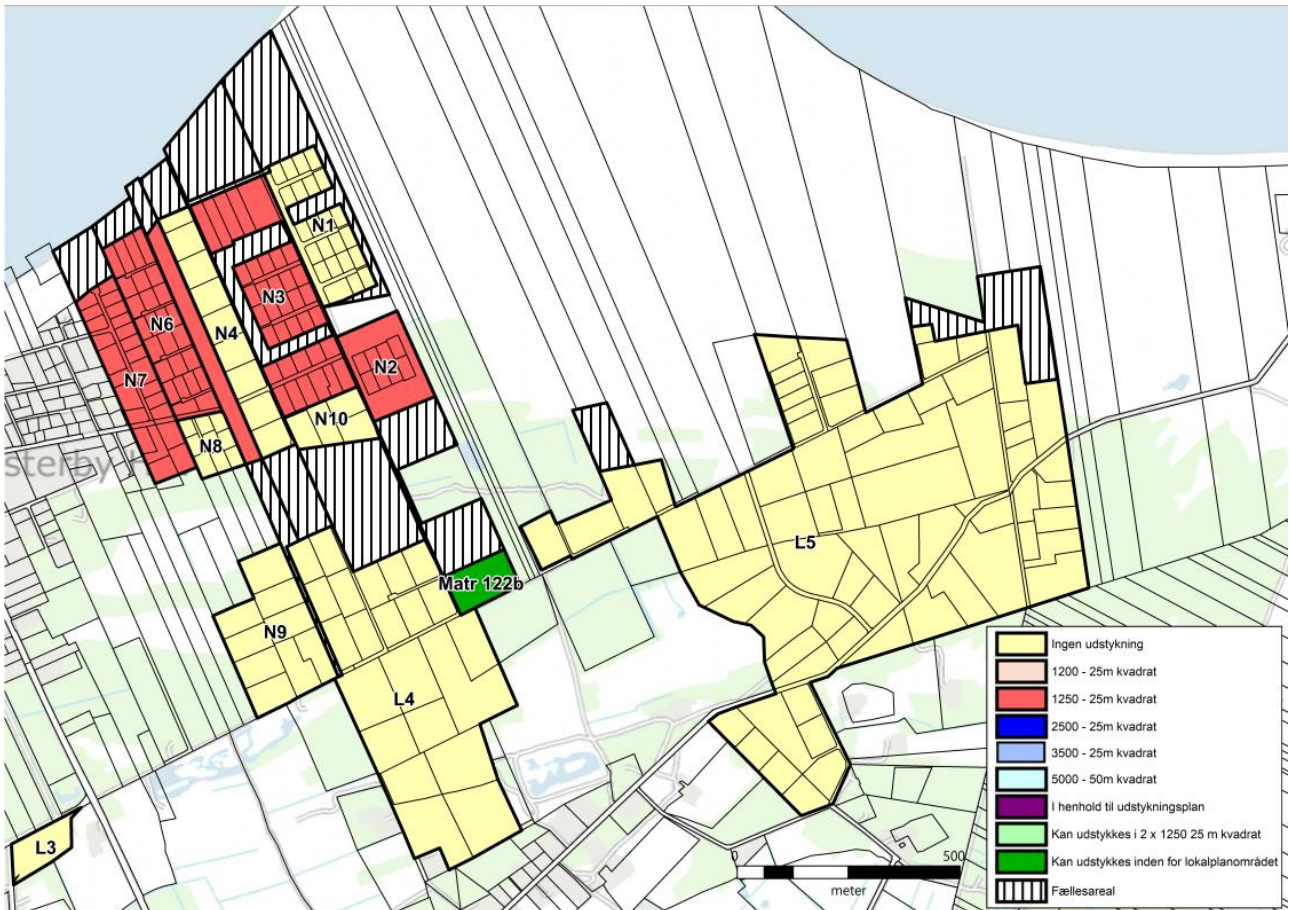 N1
N3
N6
N4
N7
N2
N10
N8
sterby H
L5
Matr 122b
N9
L4
L3
Ingen udstykning
1200 - 25m kvadrat
1250 - 25m kvadrat
2500 - 25m kvadrat
3500 - 25m kvadrat
5000 - 50m kvadrat
I henhold til udstykningsplan
Kan udstykkes i 2 x 1250 25 m kvadrat
Kan udstykkes inden for lokalplanområdet
Fællesareal
0 500
meter